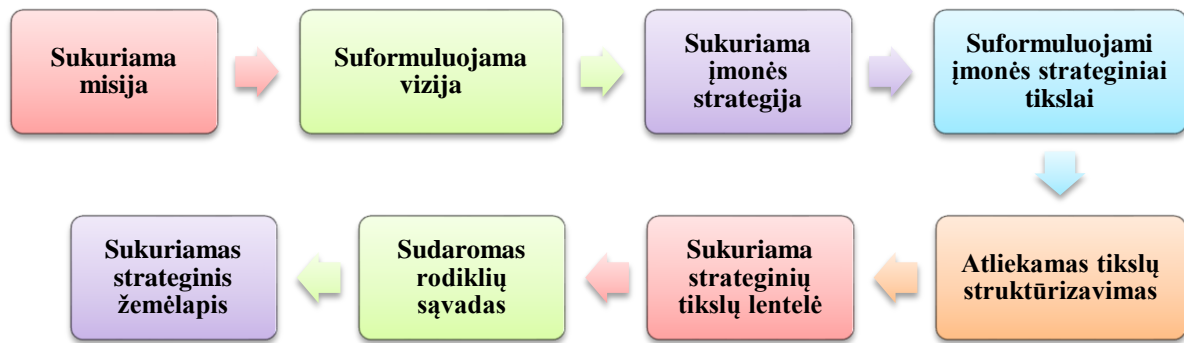 Sukuriama
misija
Suformuluojama
vizija
Sukuriama
įmonės
strategija
Suformuluojami
įmonės strateginiai
tikslai
Atliekamas tikslų
struktūrizavimas
Sukuriama
strateginių
tikslų lentelė
Sudaromas
rodiklių
sąvadas
Sukuriamas
strateginis
žemėlapis